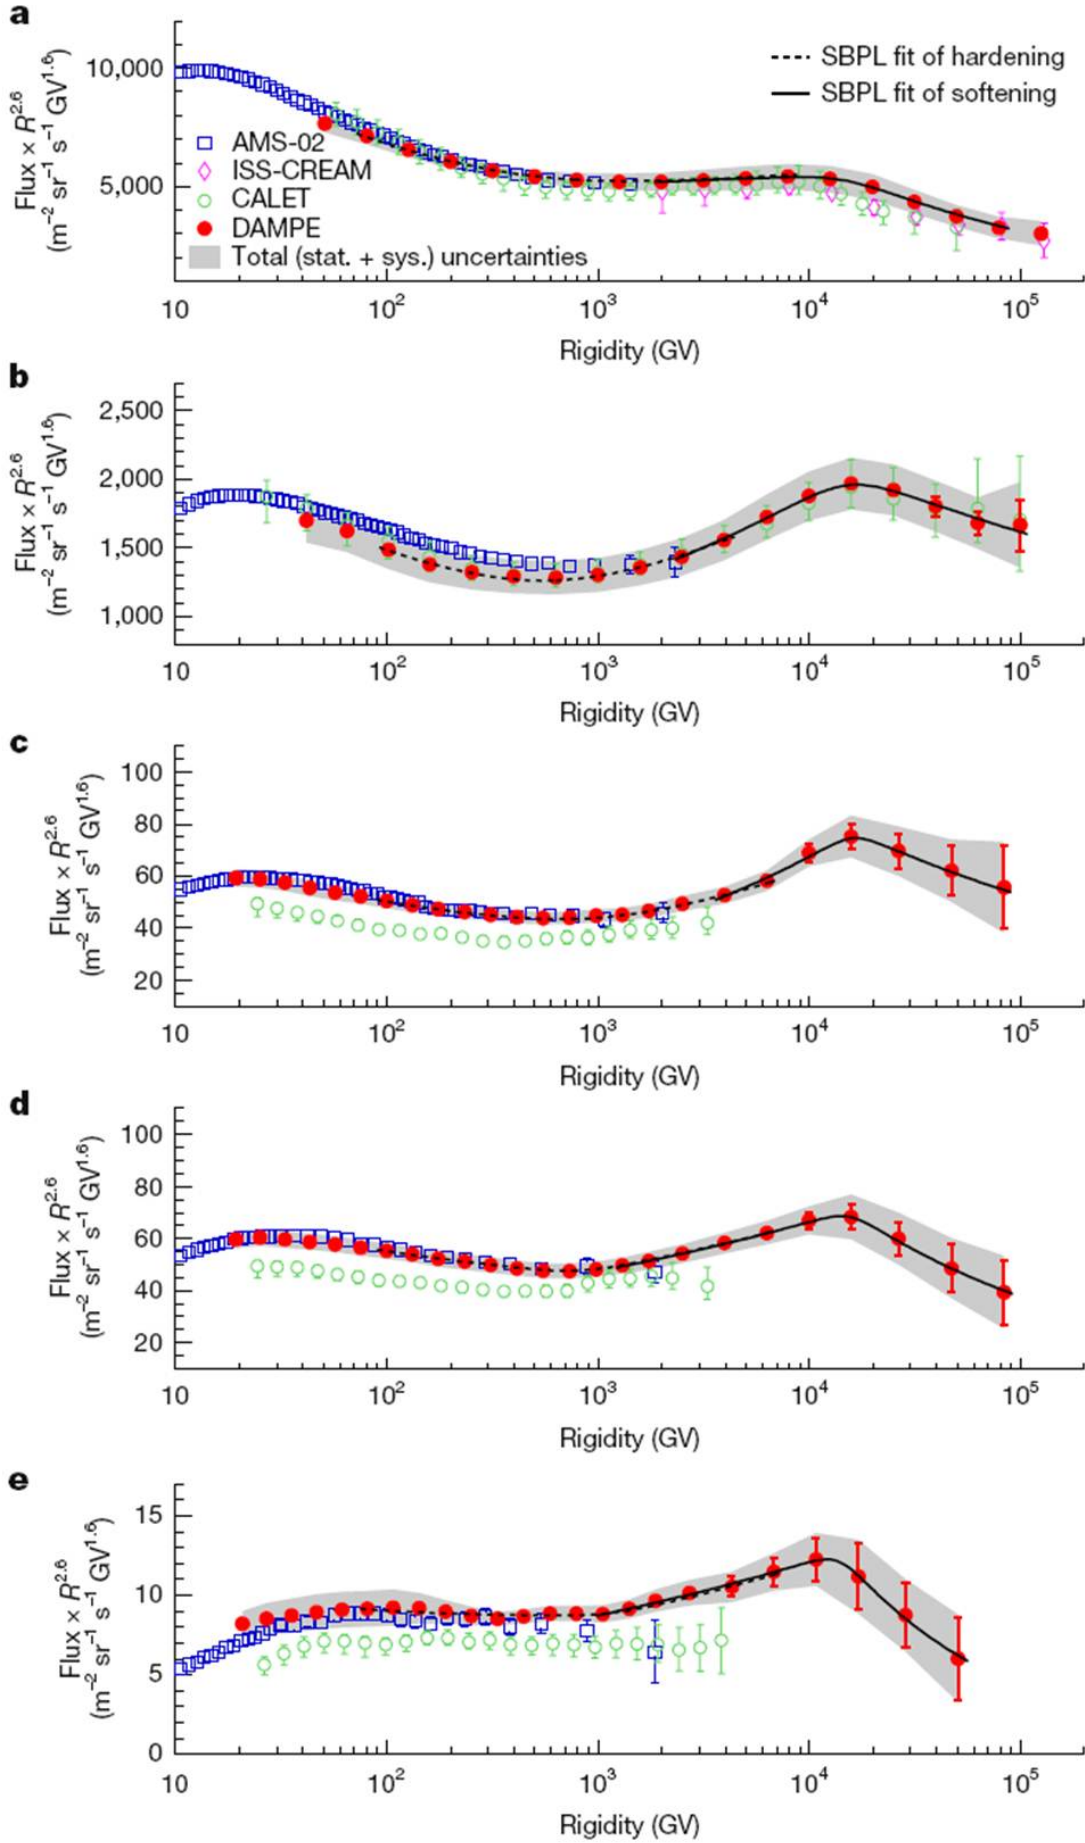 a
Flux × R^2.6
(m^−2 sr^−1 s^−1 GV^1.6)
10,000
5,000
SBPL fit of hardening
SBPL fit of softening
AMS-02
ISS-CREAM
CALET
DAMPE
Total (stat. + sys.) uncertainties
10 10^2 10^3 10^4 10^5
Rigidity (GV)
b
Flux × R^2.6
(m^−2 sr^−1 s^−1 GV^1.6)
2,500
2,000
1,500
1,000
10 10^2 10^3 10^4 10^5
Rigidity (GV)
c
Flux × R^2.6
(m^−2 sr^−1 s^−1 GV^1.6)
100
80
60
40
20
10 10^2 10^3 10^4 10^5
Rigidity (GV)
d
Flux × R^2.6
(m^−2 sr^−1 s^−1 GV^1.6)
100
80
60
40
20
10 10^2 10^3 10^4 10^5
Rigidity (GV)
e
Flux × R^2.6
(m^−2 sr^−1 s^−1 GV^1.6)
15
10
5
0
10 10^2 10^3 10^4 10^5
Rigidity (GV)